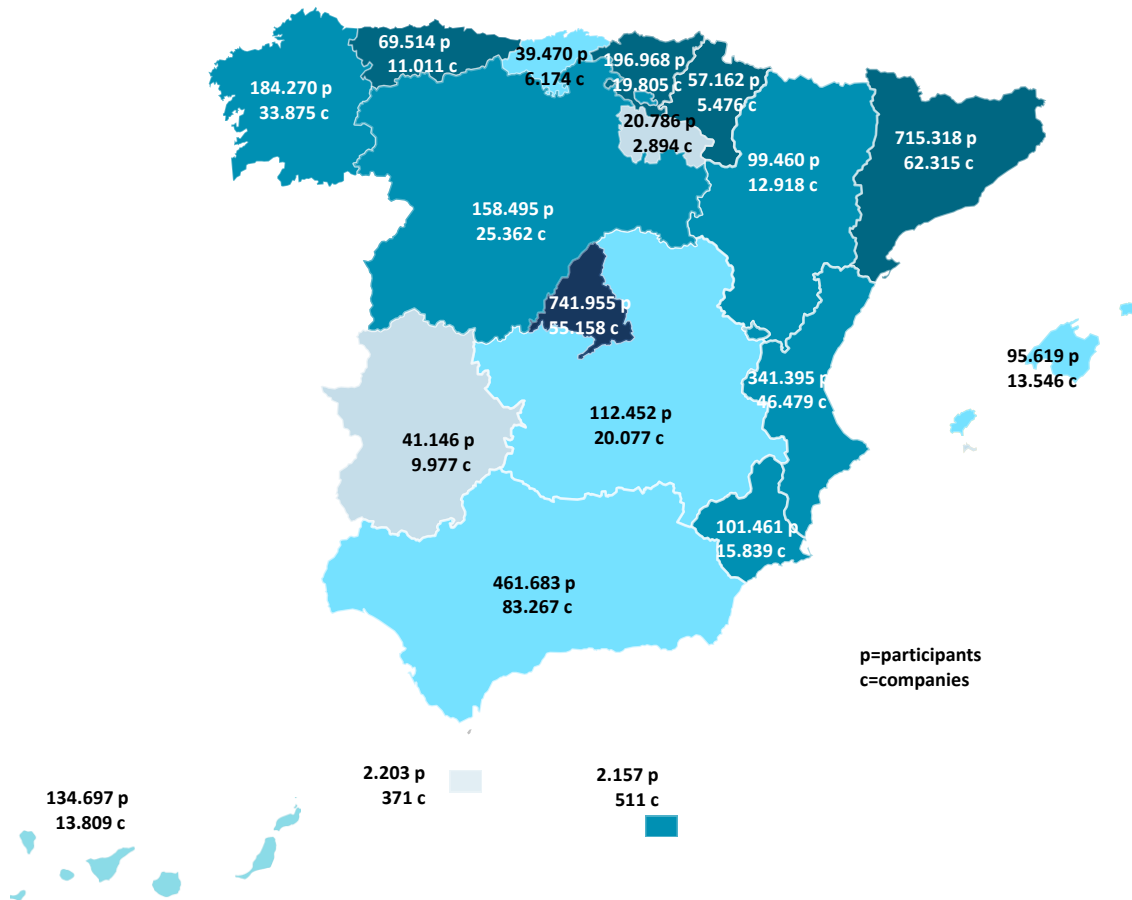 69.514 p
11.011 c
39.470 p
6.174 c
196.968 p
19.805 c
57.162 p
5.476 c
184.270 p
33.875 c
20.786 p
2.894 c
99.460 p
12.918 c
715.318 p
62.315 c
158.495 p
25.362 c
741.955 p
55.158 c
95.619 p
13.546 c
341.395 p
46.479 c
112.452 p
20.077 c
41.146 p
9.977 c
101.461 p
15.839 c
461.683 p
83.267 c
p=participants
c=companies
2.203 p
371 c
2.157 p
511 c
134.697 p
13.809 c